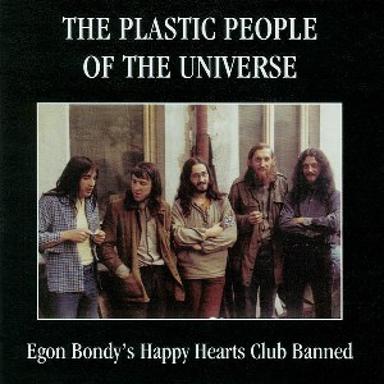 THE PLASTIC PEOPLE
OF THE UNIVERSE
Egon Bondy's Happy Hearts Club Banned